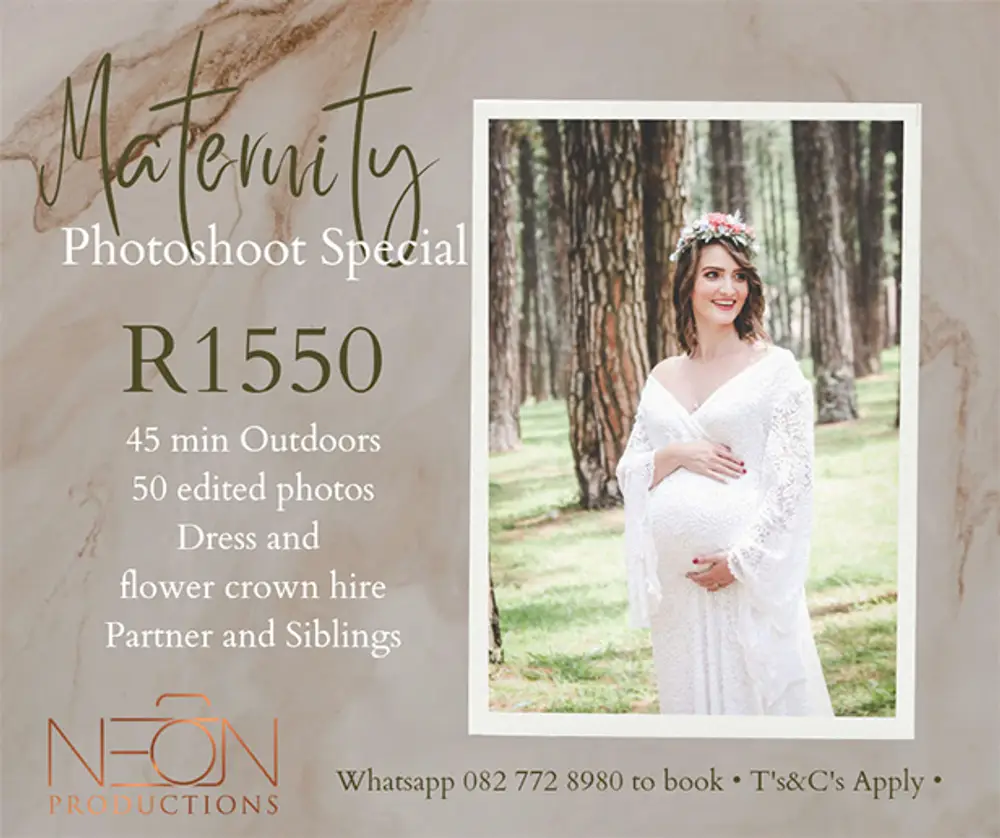 Maternity
Photoshoot Special
R1550
45 min Outdoors
50 edited photos
Dress and
flower crown hire
Partner and Siblings
NEON
PRODUCTIONS
Whatsapp 082 772 8980 to book • T's&C's Apply •